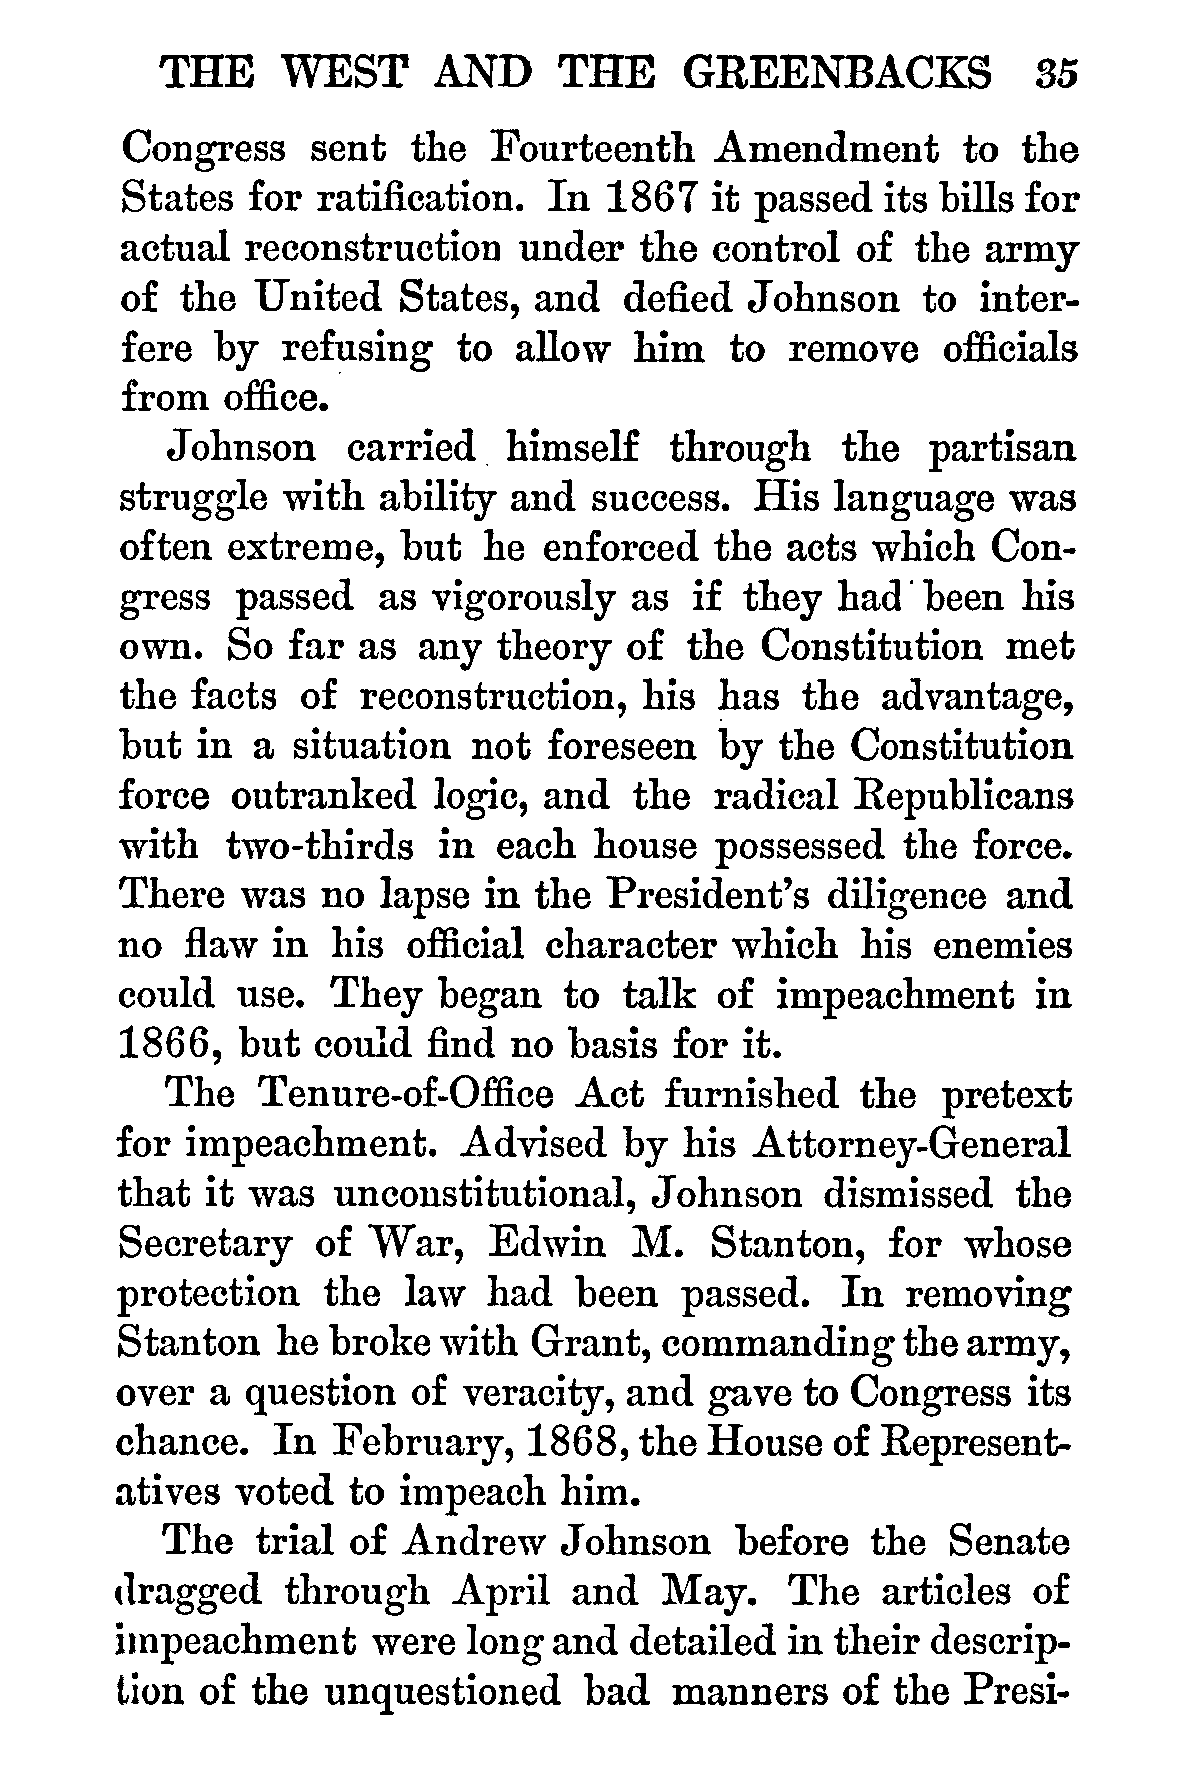 THE WEST AND THE GREENBACKS 35
Congress sent the Fourteenth Amendment to the
States for ratification. In 1867 it passed its bills for
actual reconstruction under the control of the army
of the United States, and defied Johnson to inter-
fere by refusing to allow him to remove officials
from office.
Johnson carried himself through the partisan
struggle with ability and success. His language was
often extreme, but he enforced the acts which Con-
gress passed as vigorously as if they had been his
own. So far as any theory of the Constitution met
the facts of reconstruction, his has the advantage,
but in a situation not foreseen by the Constitution
force outranked logic, and the radical Republicans
with two-thirds in each house possessed the force.
There was no lapse in the President's diligence and
no flaw in his official character which his enemies
could use. They began to talk of impeachment in
1866, but could find no basis for it.
The Tenure-of-Office Act furnished the pretext
for impeachment. Advised by his Attorney-General
that it was unconstitutional, Johnson dismissed the
Secretary of War, Edwin M. Stanton, for whose
protection the law had been passed. In removing
Stanton he broke with Grant, commanding the army,
over a question of veracity, and gave to Congress its
chance. In February, 1868, the House of Represent-
atives voted to impeach him.
The trial of Andrew Johnson before the Senate
dragged through April and May. The articles of
impeachment were long and detailed in their descrip-
tion of the unquestioned bad manners of the Presi-